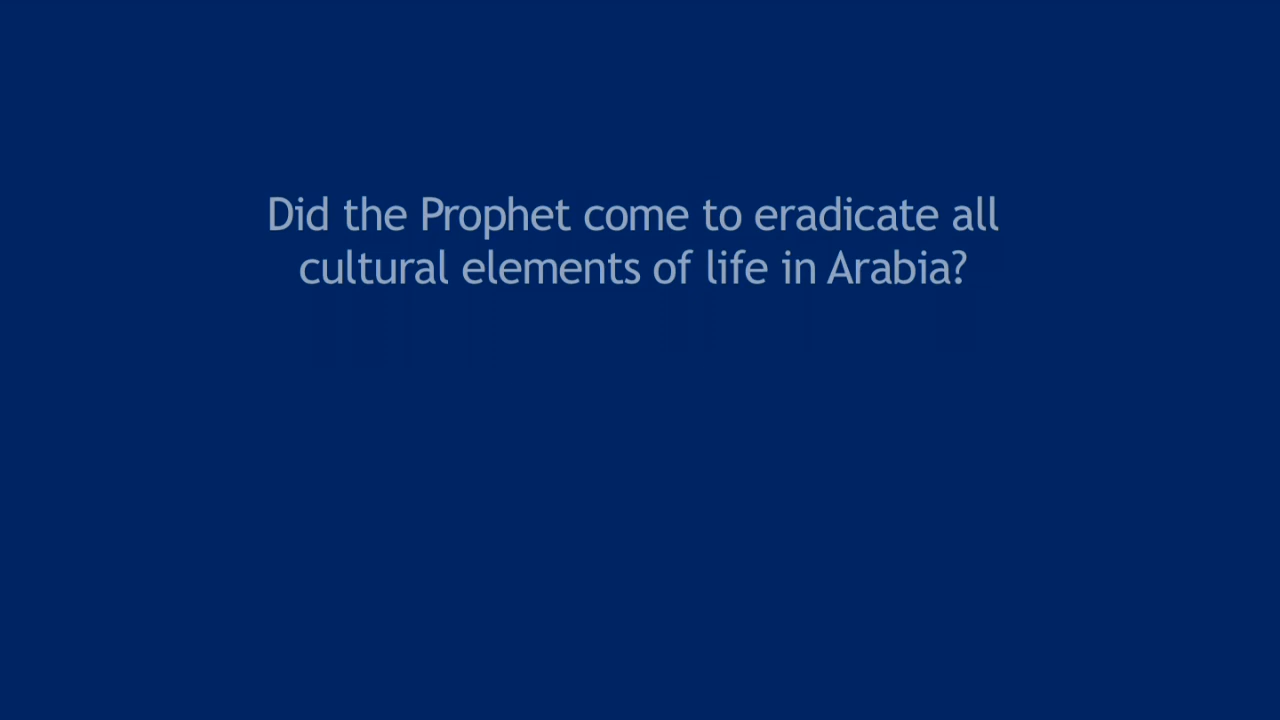 Did the Prophet come to eradicate all
cultural elements of life in Arabia?